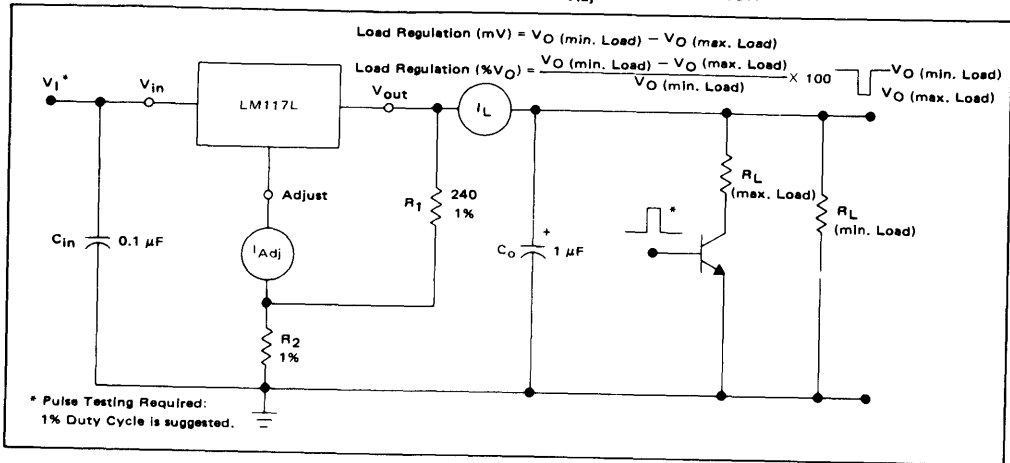 Load Regulation (mV) = VO (min. Load) − VO (max. Load)
Load Regulation (%VO) = VO (min. Load) − VO (max. Load) / VO (min. Load) X 100
VO (min. Load)
VO (max. Load)
VI*
Vin
LM117L
Vout
IL
Adjust
R1
240
1%
RL
(max. Load)
RL
(min. Load)
*
Cin
0.1 μF
IAdj
Co
+
1 μF
R2
1%
* Pulse Testing Required:
1% Duty Cycle is suggested.